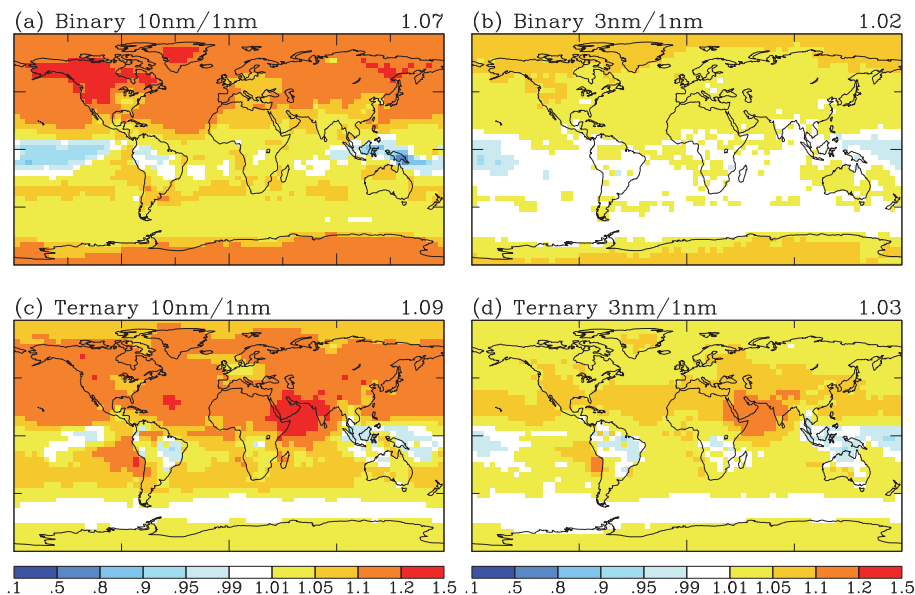 (a) Binary 10nm/1nm 1.07
(b) Binary 3nm/1nm 1.02
(c) Ternary 10nm/1nm 1.09
(d) Ternary 3nm/1nm 1.03
.1 .5 .8 .9 .95 .99 1.01 1.05 1.1 1.2 1.5
.1 .5 .8 .9 .95 .99 1.01 1.05 1.1 1.2 1.5